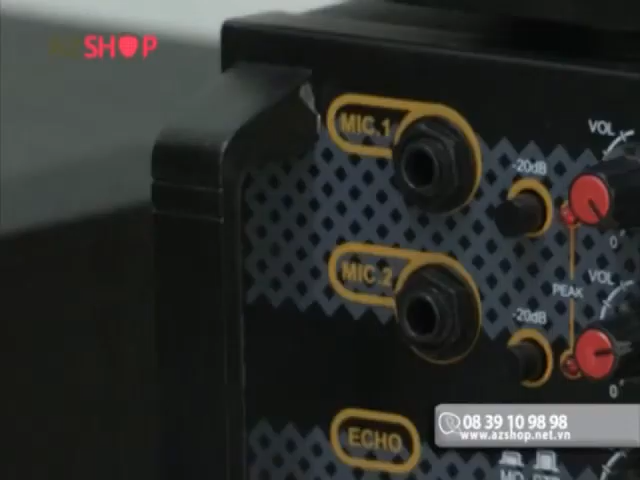 AZSHOP
MIC.1
VOL
-20dB
0
MIC.2
PEAK
VOL
-20dB
0
ECHO
08 39 10 98 98
www.azshop.net.vn